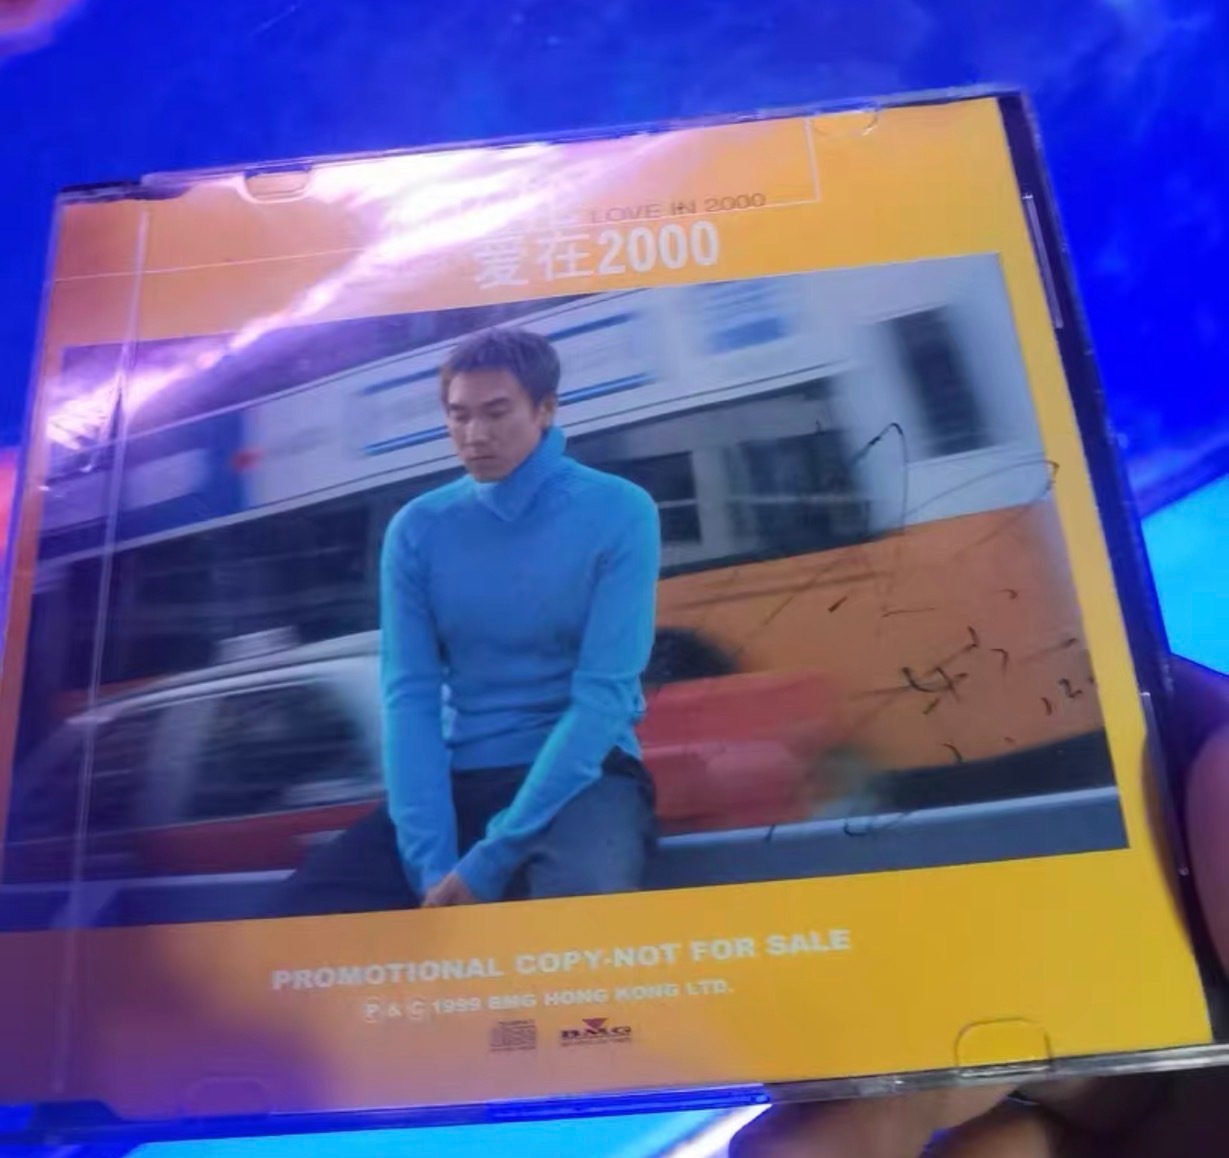 LOVE IN 2000
爱在2000
PROMOTIONAL COPY-NOT FOR SALE
Ⓟ & Ⓒ 1999 BMG HONG KONG LTD.
BMG